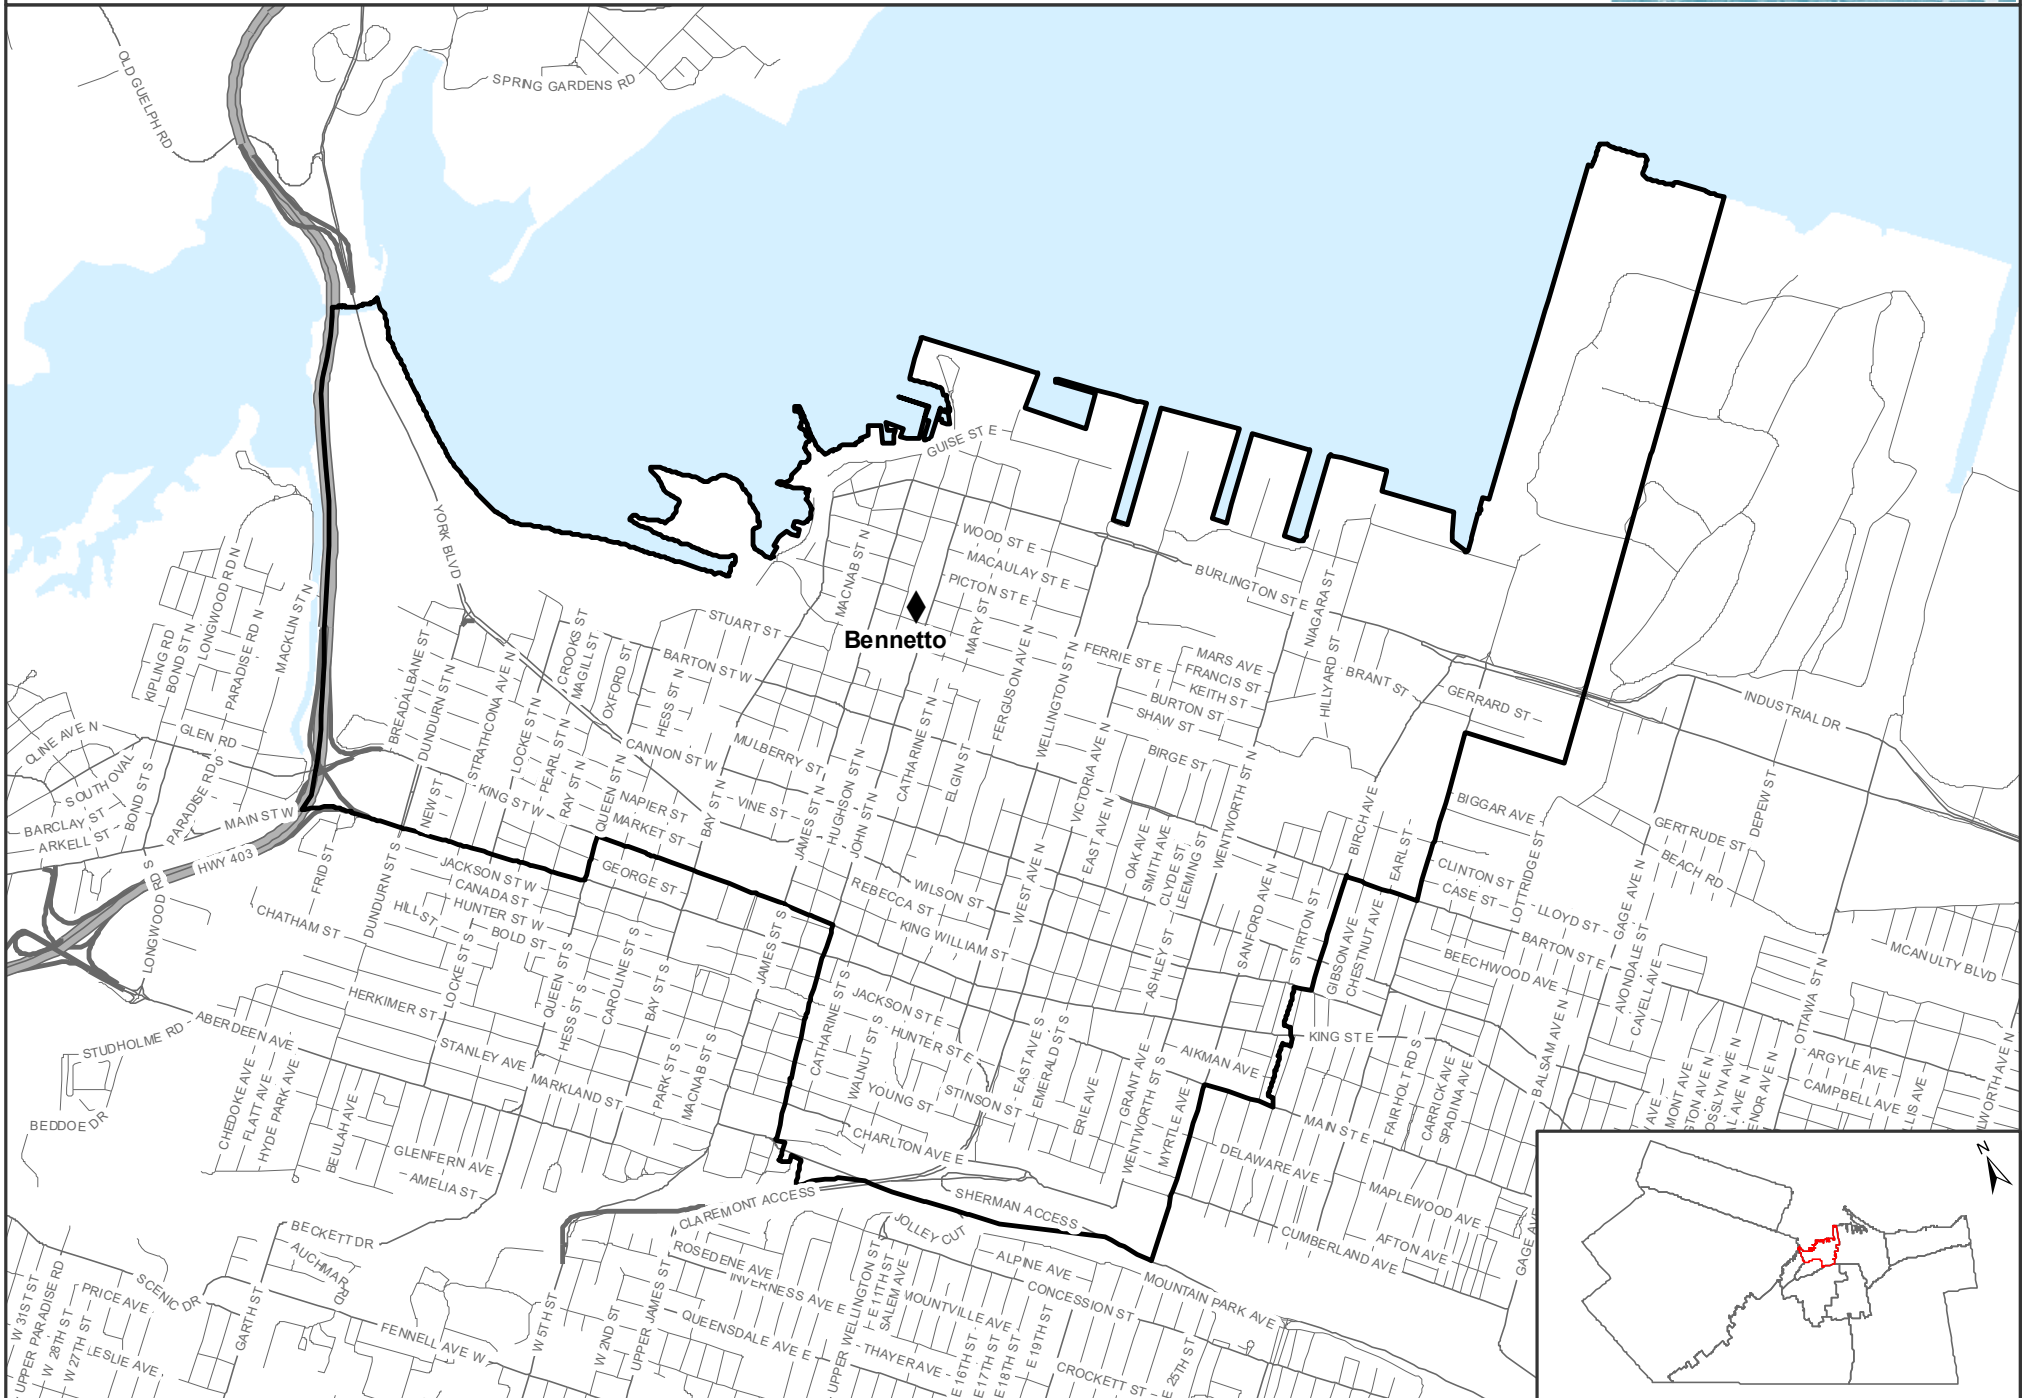 OLD GUELPH RD
SPRING GARDENS RD
YORK BLVD
GUISE ST E
WOOD ST E
MACAULAY ST E
PICTON ST E
MACNAB ST N
MARY ST
BURLINGTON ST E
NIAGARA ST
Bennetto
STUART ST
BARTON ST W
FERGUSON AVE N
WELLINGTON ST N
FERRIE ST E
MARS AVE
FRANCIS ST
KEITH ST
BURTON ST
SHAW ST
BIRGE ST
HILLYARD ST
BRANT ST
GERRARD ST
INDUSTRIAL DR
KIPLING RD
BOND ST N
LONGWOOD RD N
PARADISE RD N
MACKLIN ST N
GLEN RD
SOUTH OVAL
BARCLAY ST
ARKELL ST
BOND ST S
PARADISE RD S
MAIN ST W
HWY 403
LONGWOOD RD S
BREADALBANE ST
DUNDURN ST N
NEW ST
STRATHCONA AVE N
LOCKE ST N
PEARL ST N
RAY ST N
CROOKS ST
MAGILL ST
OXFORD ST
HESS ST N
QUEEN ST N
KING ST W
NAPIER ST
MARKET ST
CANNON ST W
MULBERRY ST
VINE ST
BAY ST N
JAMES ST N
HUGHSON ST N
JOHN ST N
CATHARINE ST N
ELGIN ST
VICTORIA AVE N
EAST AVE N
WEST AVE N
OAK AVE
SMITH AVE
CLYDE ST
LEEMING ST
WENTWORTH ST N
SANFORD AVE N
STIRTON ST
BIRCH AVE
EARL ST
BIGGAR AVE
CLINTON ST
CASE ST
LOTTRIDGE ST
LLOYD ST
BARTON ST E
BEECHWOOD AVE
GERTRUDE ST
BEACH RD
DEPEW ST
GAGE AVE N
AVONDALE ST
CAVELL AVE
MCANULTY BLVD
GIBSON AVE
CHESTNUT AVE
FRID ST
DUNDURN ST S
JACKSON ST W
CANADA ST
HUNTER ST W
BOLD ST
HILL ST
CHATHAM ST
GEORGE ST
REBECCA ST
WILSON ST
KING WILLIAM ST
ASHLEY ST
LOCKE ST S
QUEEN ST S
HESS ST S
CAROLINE ST S
BAY ST S
JAMES ST S
CATHARINE ST S
WALNUT ST S
JACKSON ST E
HUNTER ST E
YOUNG ST
STINSON ST
EAST AVE S
EMERALD ST S
ERIE AVE
GRANT AVE
WENTWORTH ST S
MYRTLE AVE
AIKMAN AVE
KING ST E
MAIN ST E
DELAWARE AVE
FAIRHOLT RD S
CARRICK AVE
SPADINA AVE
BALSAM AVE N
OTTAWA ST N
ARGYLE AVE
CAMPBELL AVE
HERKIMER ST
STANLEY AVE
MARKLAND ST
ABERDEEN AVE
STUDHOLME RD
BEDDOE DR
CHEDOKE AVE
FLATT AVE
HYDE PARK AVE
BEULAH AVE
GLENFERN AVE
AMELIA ST
PARK ST S
MACNAB ST S
CHARLTON AVE E
CLAREMONT ACCESS
SHERMAN ACCESS
JOLLEY CUT
MAPLEWOOD AVE
AFTON AVE
CUMBERLAND AVE
BECKETT DR
AUCHMAR RD
SCENIC DR
PRICE AVE
W 31ST ST
UPPER PARADISE RD
W 28TH ST
W 27TH ST
GARTH ST
FENNELL AVE W
W 5TH ST
W 2ND ST
UPPER JAMES ST
ROSEDENE AVE
INVERNESS AVE E
QUEENSDALE AVE E
UPPER WELLINGTON ST
E 11TH ST
SALEM AVE
MOUNTVILLE AVE
THAYER AVE
ALPINE AVE
CONCESSION ST
MOUNTAIN PARK AVE
E 16TH ST
E 17TH ST
E 18TH ST
E 19TH ST
CROCKETT ST
E 25TH ST
N